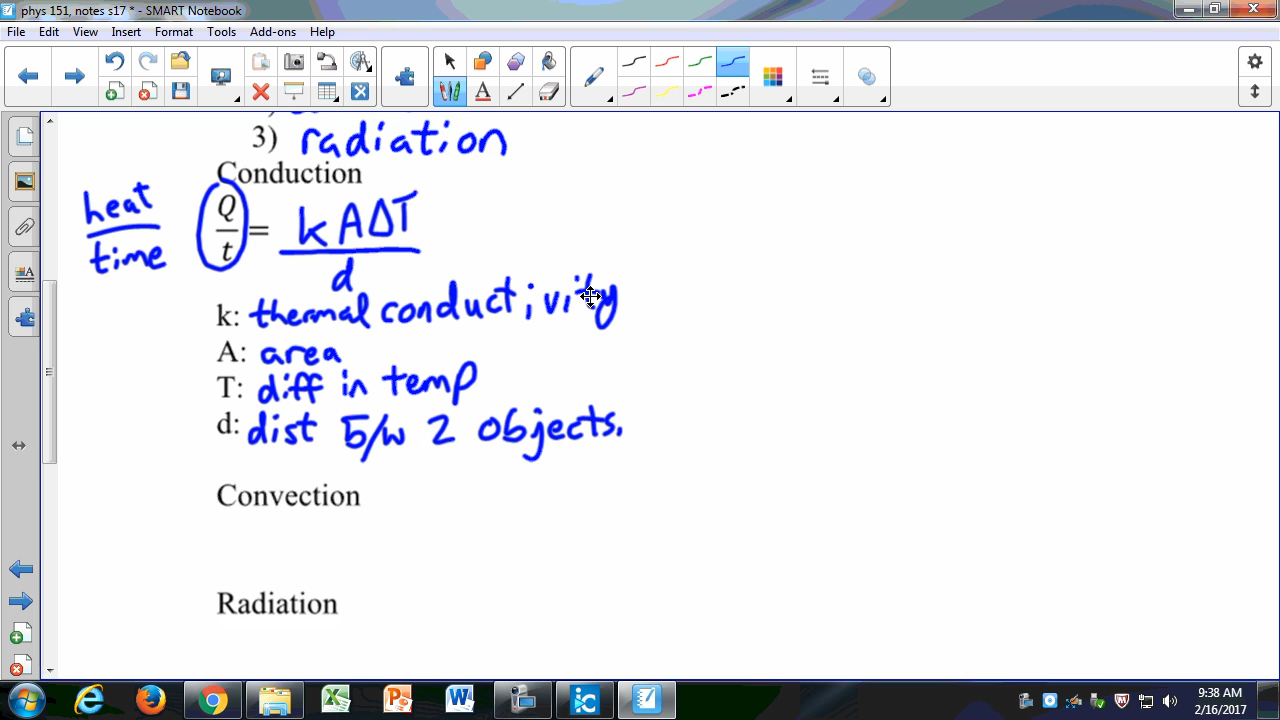 phys 151, notes s17 * - SMART Notebook
File Edit View Insert Format Tools Add-ons Help
3) radiation
Conduction
heat
time
Q
t
=
k A Δ T
d
k: thermal conductivity
A: area
T: diff in temp
d: dist b/w 2 objects.
Convection
Radiation
9:38 AM
2/16/2017